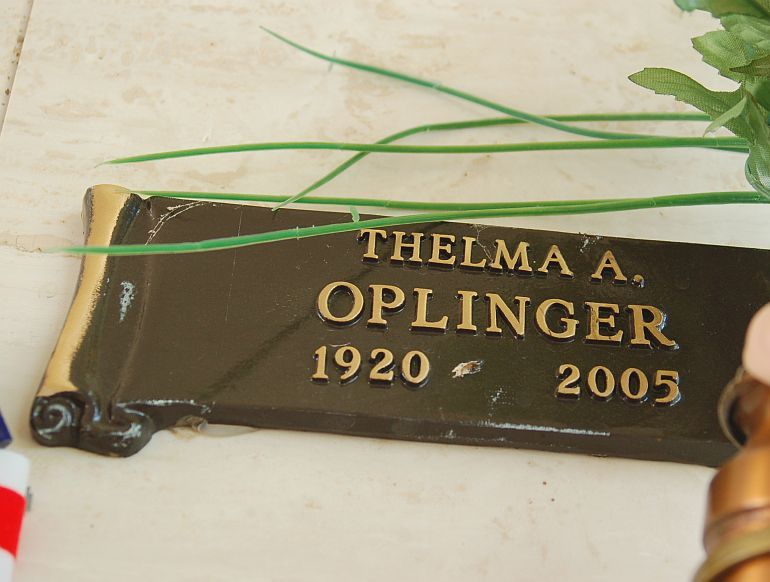 THELMA A.
OPLINGER
1920 2005